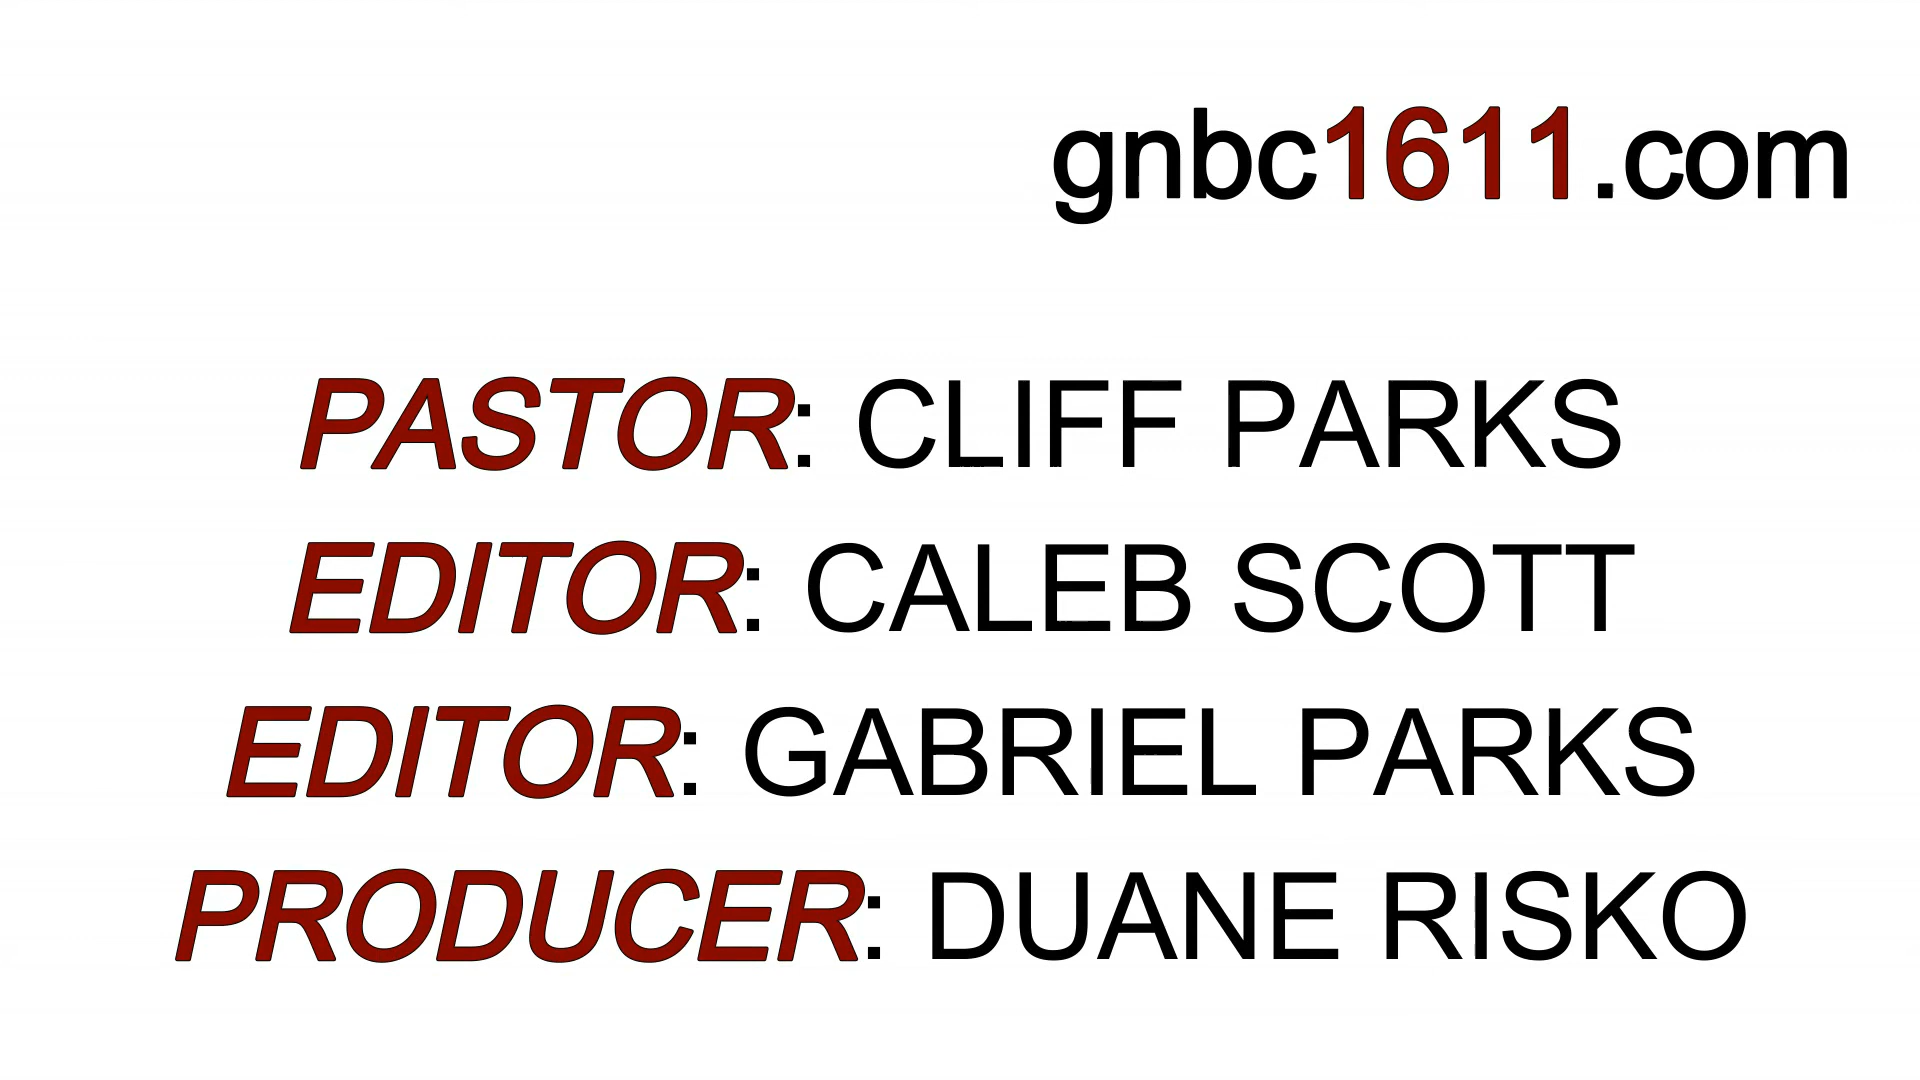 gnbc1611.com
PASTOR: CLIFF PARKS
EDITOR: CALEB SCOTT
EDITOR: GABRIEL PARKS
PRODUCER: DUANE RISKO